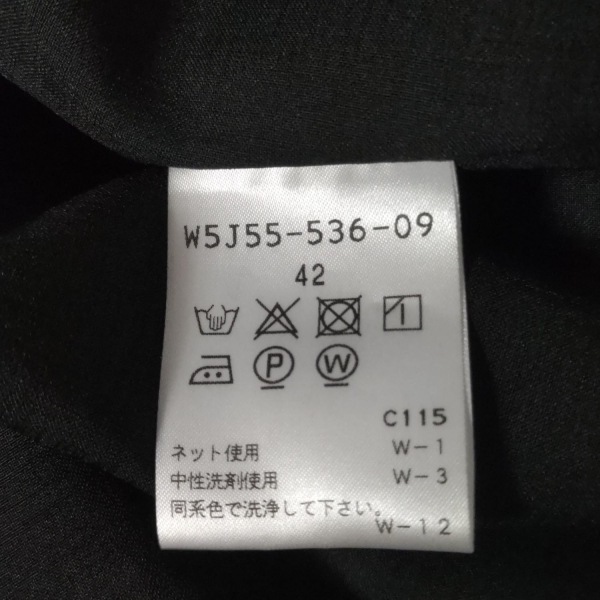 W5J55-536-09
42
P W
C115
ネット使用 W-1
中性洗剤使用 W-3
同系色で洗浄して下さい。
W-12